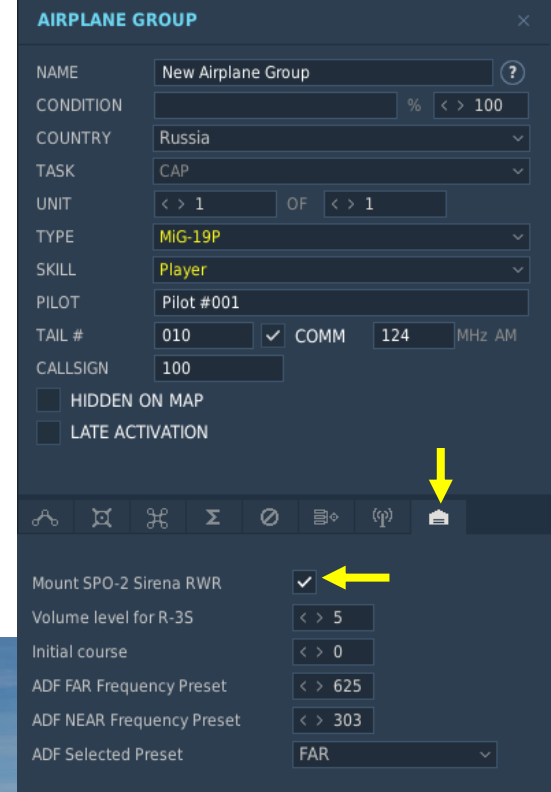 AIRPLANE GROUP ×
NAME New Airplane Group ?
CONDITION % < > 100
COUNTRY Russia
TASK CAP
UNIT < > 1 OF < > 1
TYPE MiG-19P
SKILL Player
PILOT Pilot #001
TAIL # 010 COMM 124 MHz AM
CALLSIGN 100
HIDDEN ON MAP
LATE ACTIVATION
Σ
Mount SPO-2 Sirena RWR
Volume level for R-3S < > 5
Initial course < > 0
ADF FAR Frequency Preset < > 625
ADF NEAR Frequency Preset < > 303
ADF Selected Preset FAR